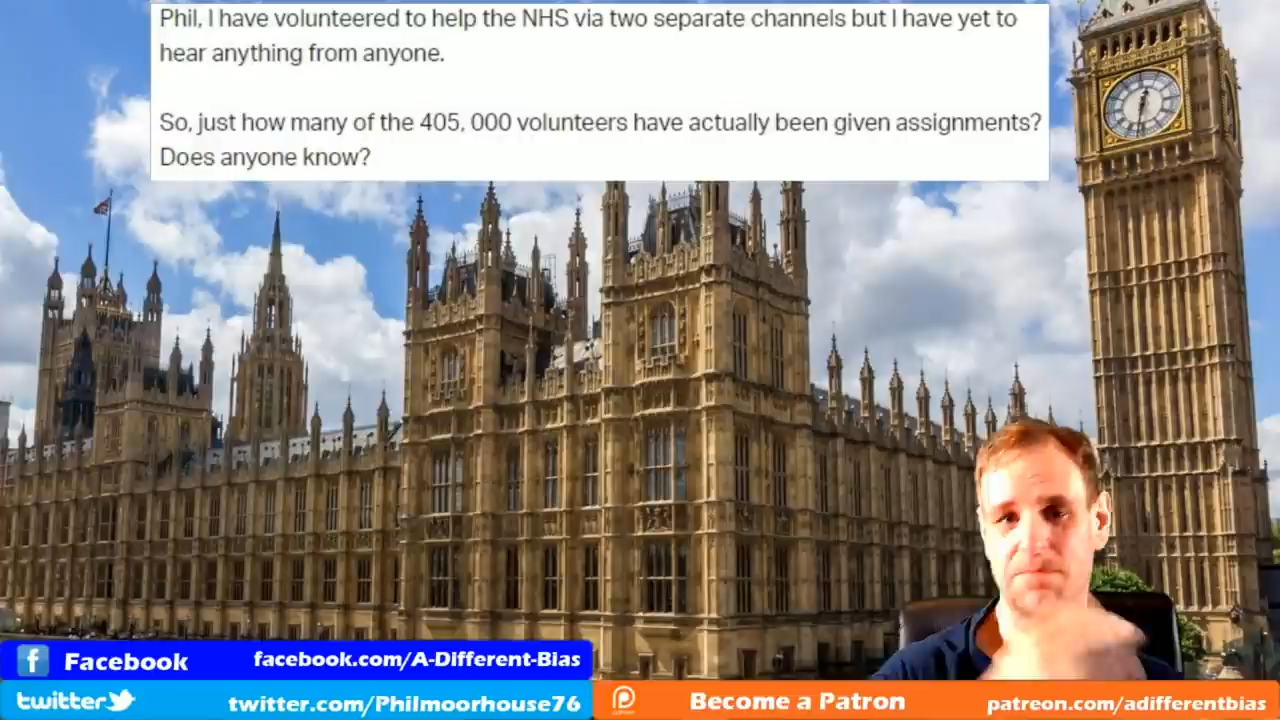 Phil, I have volunteered to help the NHS via two separate channels but I have yet to
hear anything from anyone.
So, just how many of the 405, 000 volunteers have actually been given assignments?
Does anyone know?
f Facebook
facebook.com/A-Different-Bias
twitter
twitter.com/Philmoorhouse76
Become a Patron
patreon.com/adifferentbias